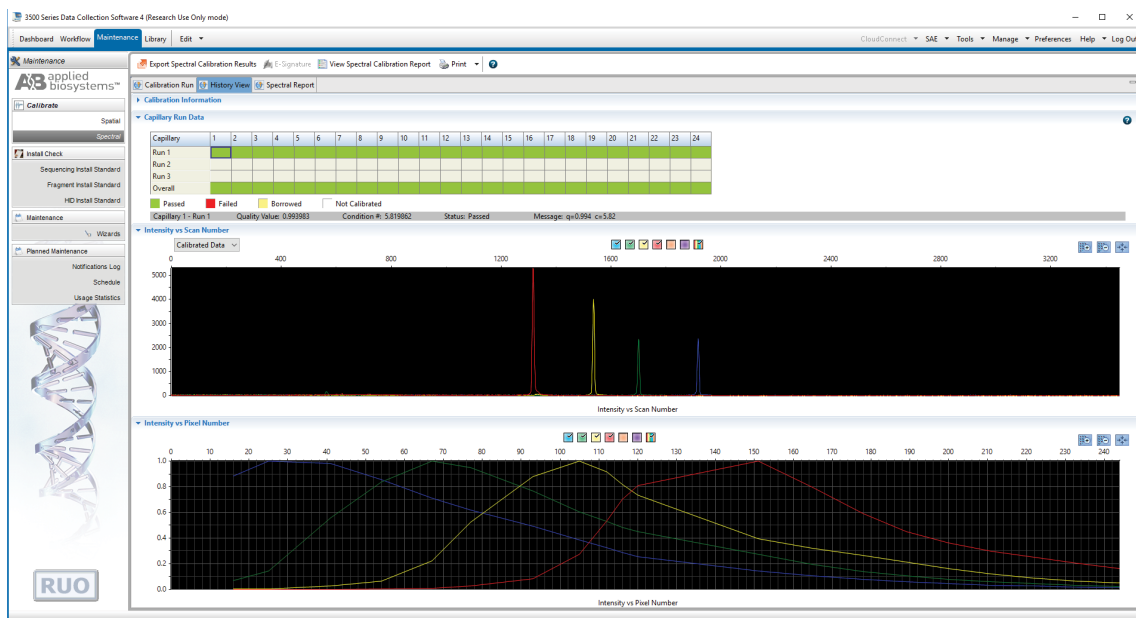 3500 Series Data Collection Software 4 (Research Use Only mode)
Dashboard Workflow Maintenance Library Edit CloudConnect SAE Tools Manage Preferences Help Log Out
Maintenance
Export Spectral Calibration Results E-Signature View Spectral Calibration Report Print
AB applied biosystems™
Calibration Run History View Spectral Report
Calibration Information
Calibrate
Spatial
Spectral
Install Check
Sequencing Install Standard
Fragment Install Standard
HID Install Standard
Maintenance
Wizards
Planned Maintenance
Notifications Log
Schedule
Usage Statistics
RUO
Capillary Run Data
Capillary 1 2 3 4 5 6 7 8 9 10 11 12 13 14 15 16 17 18 19 20 21 22 23 24
Run 1
Run 2
Run 3
Overall
Passed Failed Borrowed Not Calibrated
Capillary 1 - Run 1 Quality Value: 0.993983 Condition #: 5.819862 Status: Passed Message: q=0.994 c=5.82
Intensity vs Scan Number
Calibrated Data
0 400 800 1200 1600 2000 2400 2800 3200
5000
4000
3000
2000
1000
0
Intensity vs Scan Number
Intensity vs Pixel Number
0 10 20 30 40 50 60 70 80 90 100 110 120 130 140 150 160 170 180 190 200 210 220 230 240
1.0
0.8
0.6
0.4
0.2
0.0
Intensity vs Pixel Number